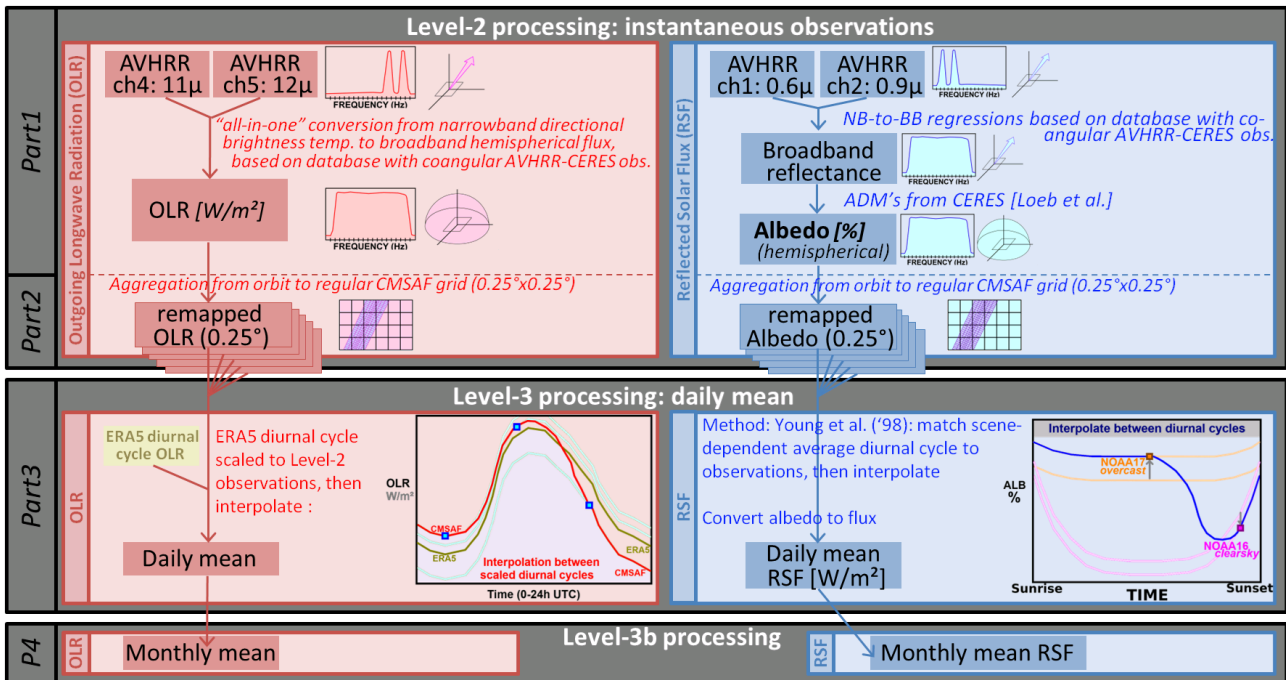 Level-2 processing: instantaneous observations
Part1
Outgoing Longwave Radiation (OLR)
AVHRR
ch4: 11µ
AVHRR
ch5: 12µ
FREQUENCY (Hz)
“all-in-one” conversion from narrowband directional
brightness temp. to broadband hemispherical flux,
based on database with coangular AVHRR-CERES obs.
OLR [W/m²]
FREQUENCY (Hz)
Reflected Solar Flux (RSF)
AVHRR
ch1: 0.6µ
AVHRR
ch2: 0.9µ
FREQUENCY (Hz)
NB-to-BB regressions based on database with co-
angular AVHRR-CERES obs.
Broadband
reflectance
FREQUENCY (Hz)
ADM’s from CERES [Loeb et al.]
Albedo [%]
(hemispherical)
FREQUENCY (Hz)
Part2
Aggregation from orbit to regular CMSAF grid (0.25°x0.25°)
remapped
OLR (0.25°)
Aggregation from orbit to regular CMSAF grid (0.25°x0.25°)
remapped
Albedo (0.25°)
Level-3 processing: daily mean
Part3
OLR
ERA5 diurnal
cycle OLR
ERA5 diurnal cycle
scaled to Level-2
observations, then
interpolate :
Daily mean
OLR
W/m²
CMSAF
ERA5
ERA5
CMSAF
Interpolation between
scaled diurnal cycles
Time (0-24h UTC)
RSF
Method: Young et al. (‘98): match scene-
dependent average diurnal cycle to
observations, then interpolate
Convert albedo to flux
Daily mean
RSF [W/m²]
Interpolate between diurnal cycles
ALB
%
NOAA17
overcast
NOAA16
clearsky
Sunrise
TIME
Sunset
Level-3b processing
P4
OLR
Monthly mean
RSF
Monthly mean RSF